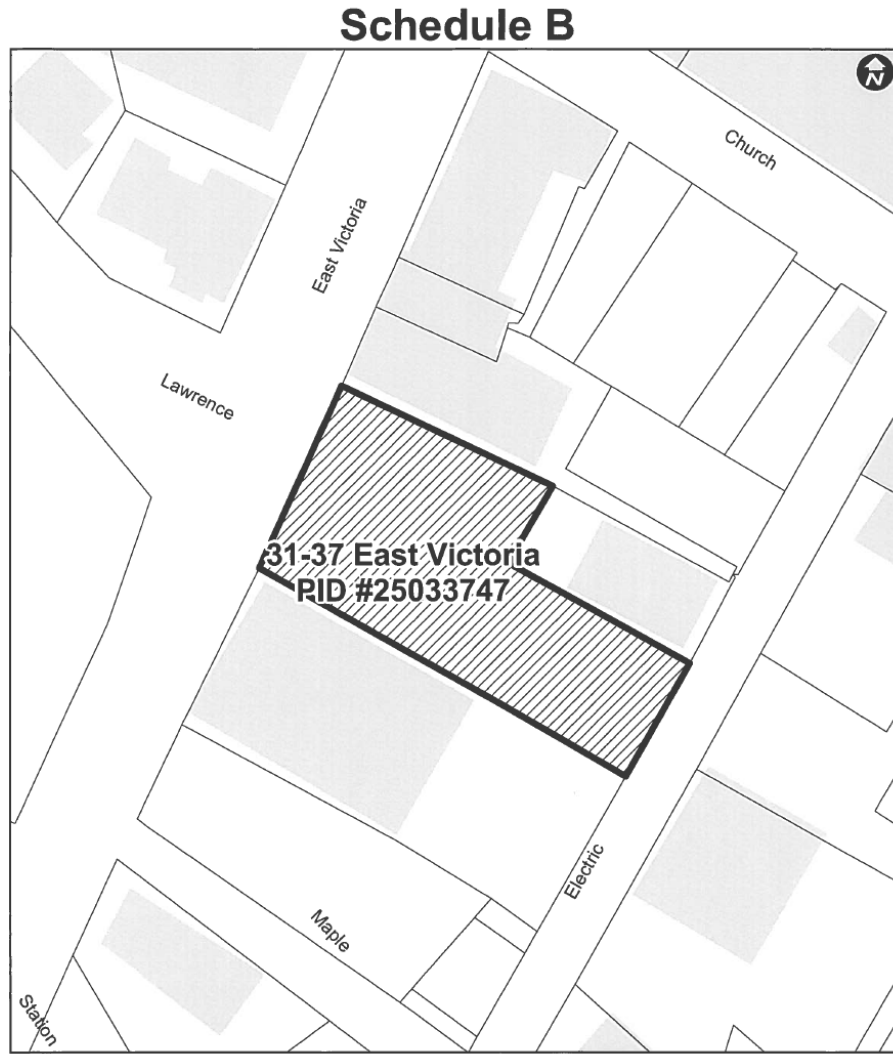 Schedule B
N
Church
East Victoria
Lawrence
31-37 East Victoria
PID #25033747
Electric
Maple
Station